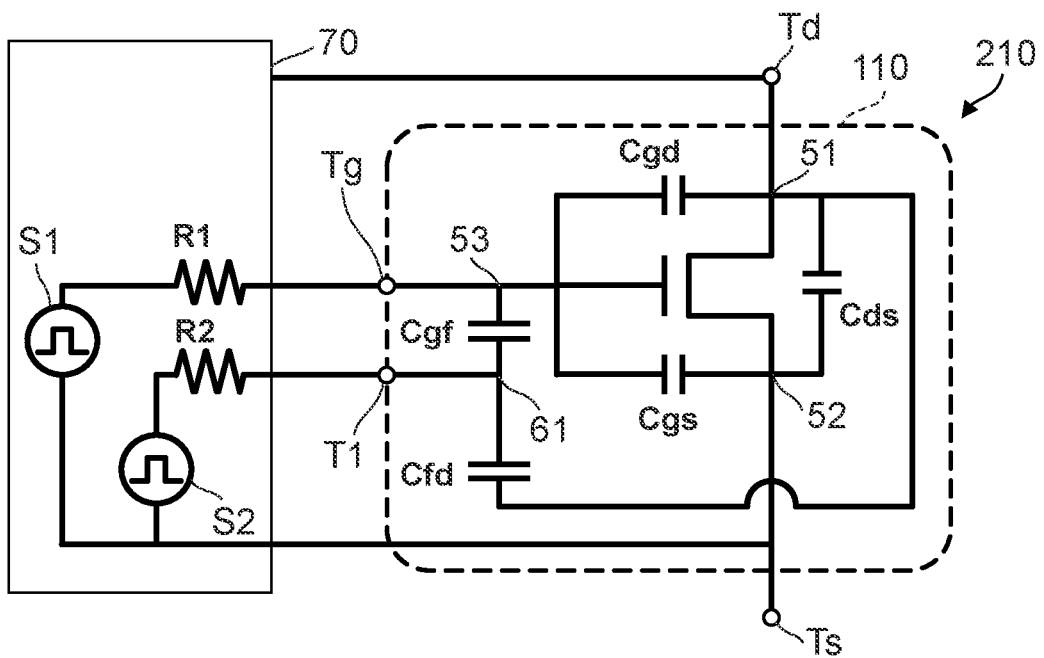 70
Td
110
210
Tg
Cgd
51
S1
R1
53
R2
Cgf
Cds
T1
61
Cgs
52
Cfd
S2
Ts